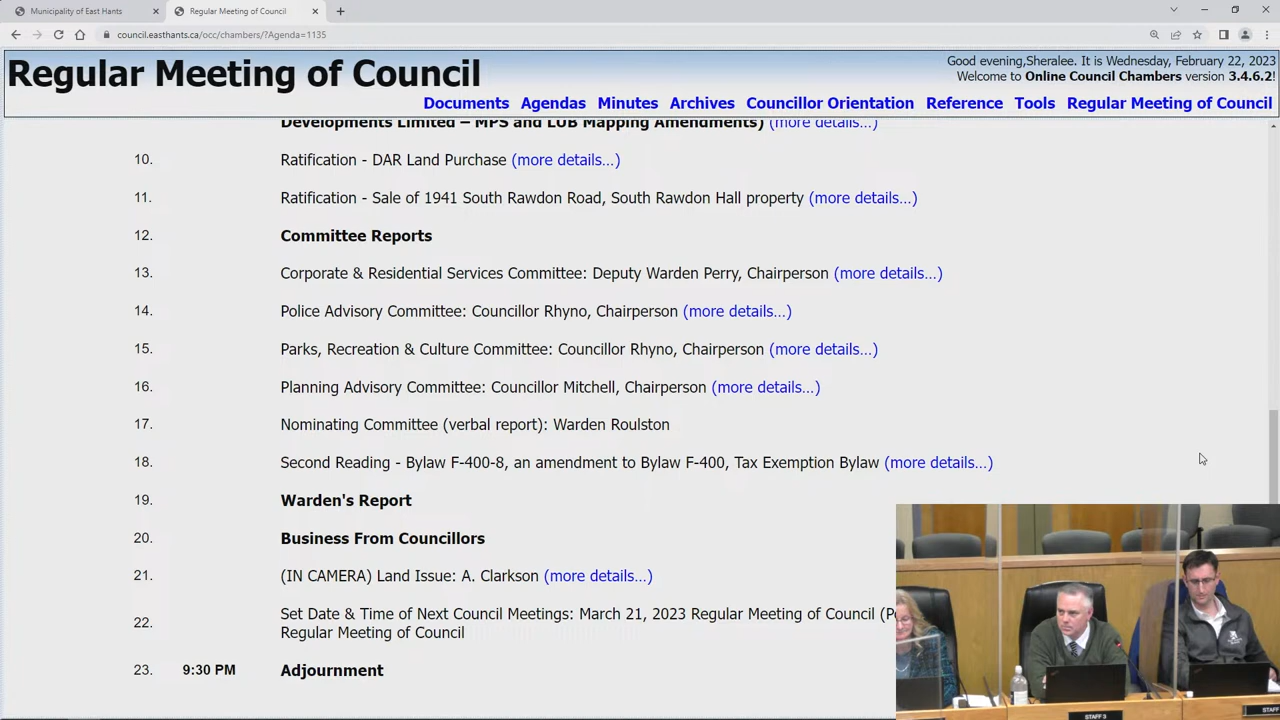 Municipality of East Hants
Regular Meeting of Council
council.easthants.ca/occ/chambers/?Agenda=1135
Regular Meeting of Council
Good evening,Sheralee. It is Wednesday, February 22, 2023
Welcome to Online Council Chambers version 3.4.6.2!
Documents Agendas Minutes Archives Councillor Orientation Reference Tools Regular Meeting of Council
Developments Limited – MPS and LUB Mapping Amendments) (more details...)
10. Ratification - DAR Land Purchase (more details...)
11. Ratification - Sale of 1941 South Rawdon Road, South Rawdon Hall property (more details...)
12. Committee Reports
13. Corporate & Residential Services Committee: Deputy Warden Perry, Chairperson (more details...)
14. Police Advisory Committee: Councillor Rhyno, Chairperson (more details...)
15. Parks, Recreation & Culture Committee: Councillor Rhyno, Chairperson (more details...)
16. Planning Advisory Committee: Councillor Mitchell, Chairperson (more details...)
17. Nominating Committee (verbal report): Warden Roulston
18. Second Reading - Bylaw F-400-8, an amendment to Bylaw F-400, Tax Exemption Bylaw (more details...)
19. Warden's Report
20. Business From Councillors
21. (IN CAMERA) Land Issue: A. Clarkson (more details...)
22. Set Date & Time of Next Council Meetings: March 21, 2023 Regular Meeting of Council
Regular Meeting of Council
23. 9:30 PM Adjournment
STAFF 3
STAFF